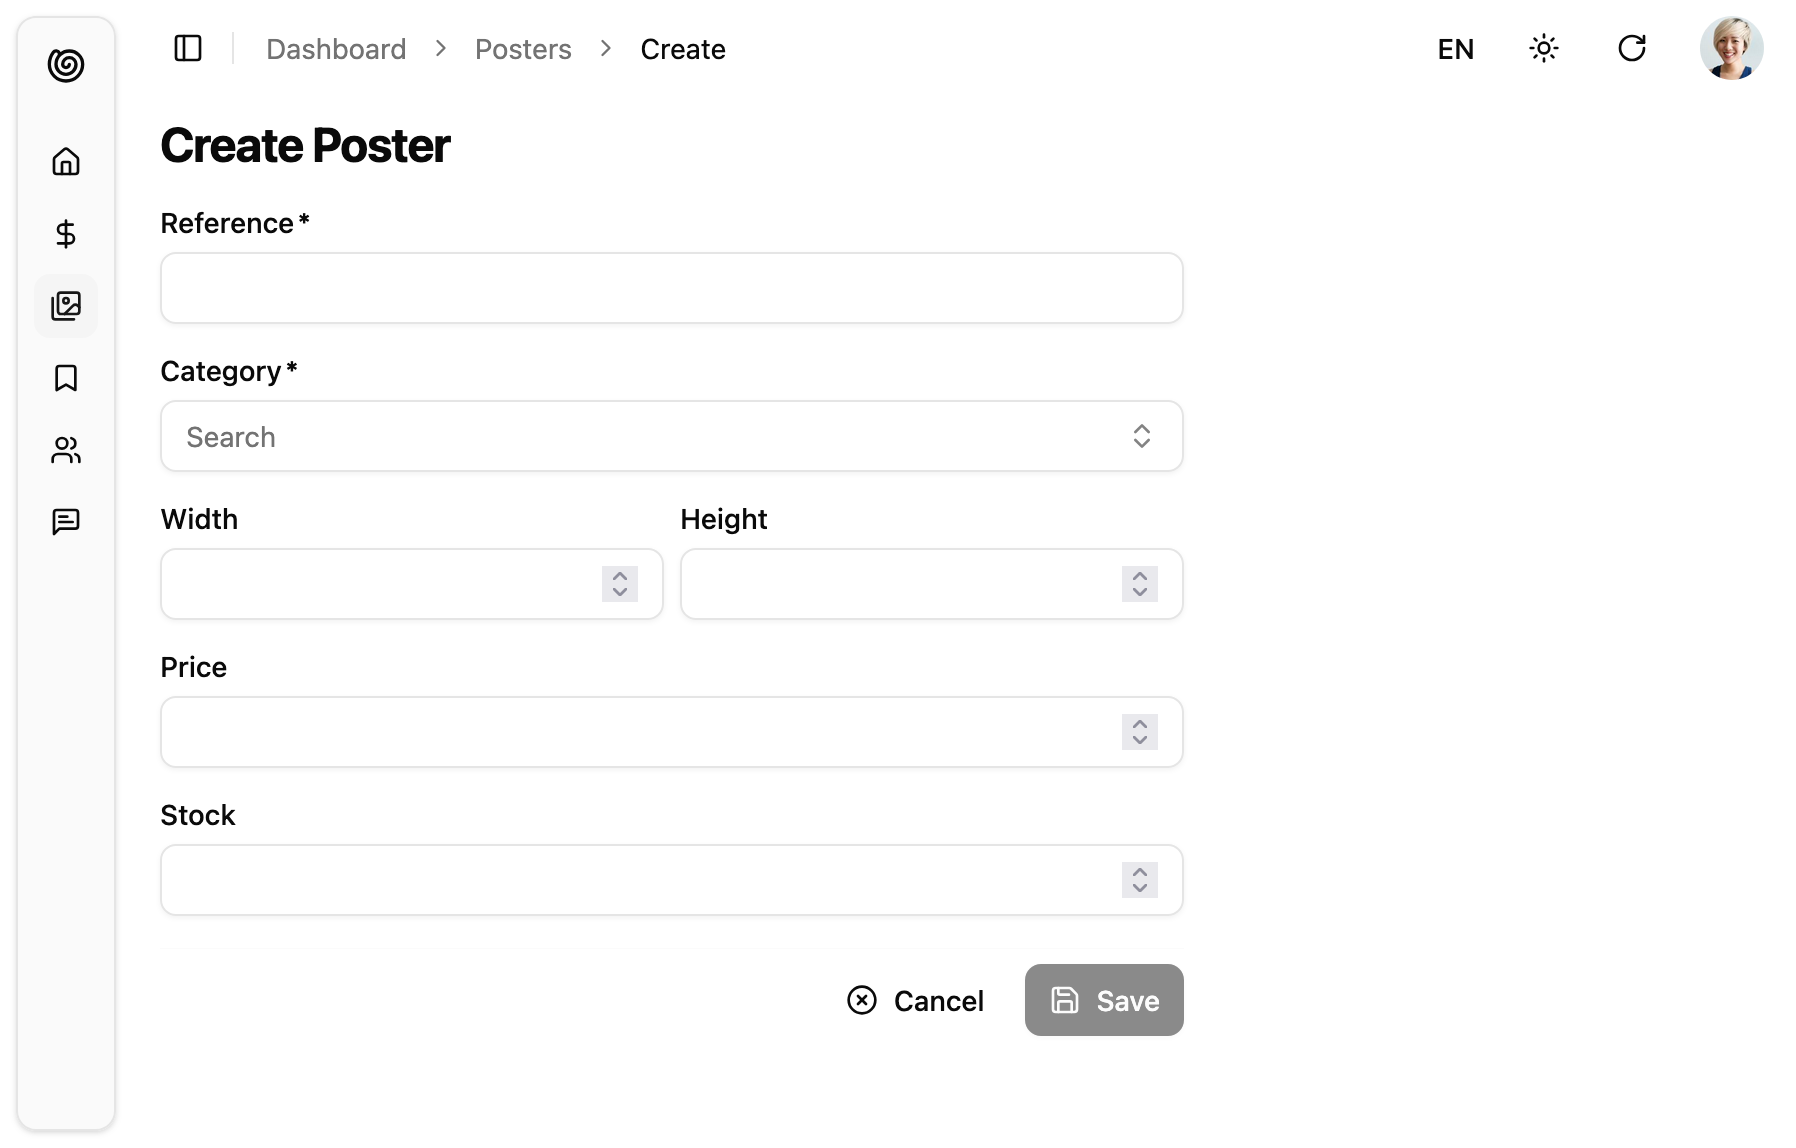 Dashboard > Posters > Create
EN
Create Poster
Reference *
Category *
Search
Width
Height
Price
Stock
Cancel
Save